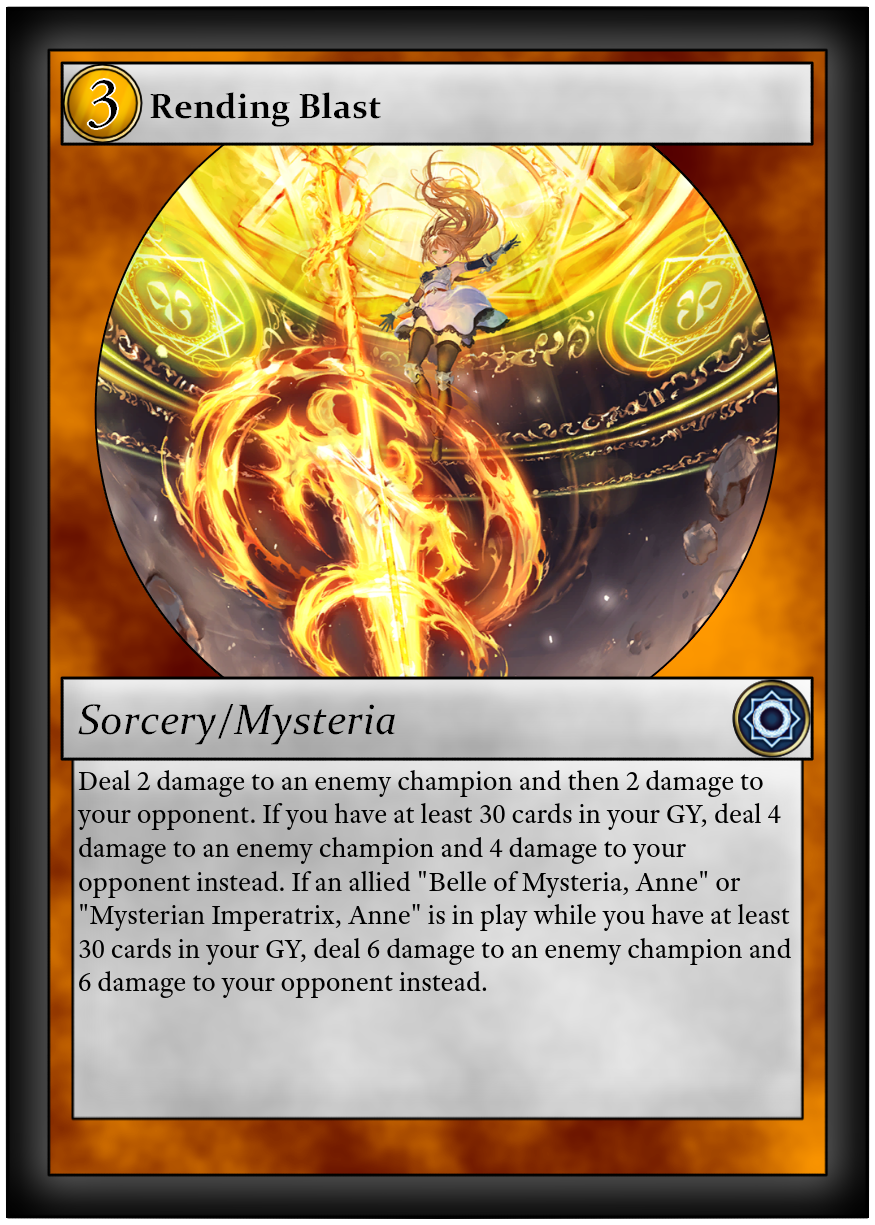 3 Rending Blast
Sorcery/Mysteria
Deal 2 damage to an enemy champion and then 2 damage to
your opponent. If you have at least 30 cards in your GY, deal 4
damage to an enemy champion and 4 damage to your
opponent instead. If an allied "Belle of Mysteria, Anne" or
"Mysterian Imperatrix, Anne" is in play while you have at least
30 cards in your GY, deal 6 damage to an enemy champion and
6 damage to your opponent instead.